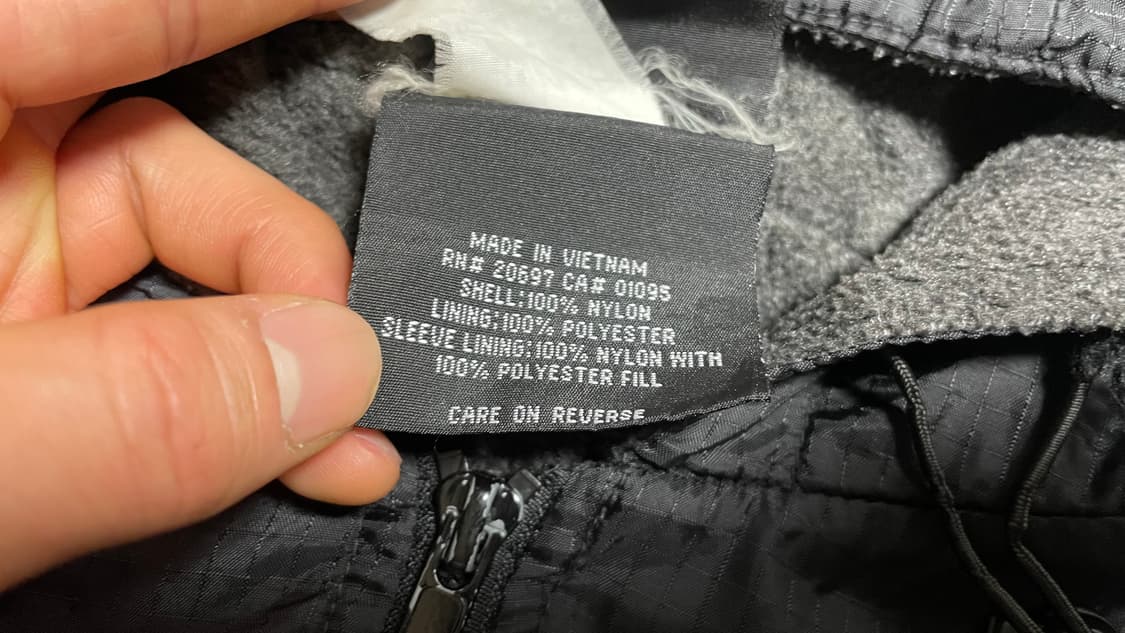 MADE IN VIETNAM
RN# 20697 CA# 01095
SHELL:100% NYLON
LINING:100% POLYESTER
SLEEVE LINING:100% NYLON WITH
100% POLYESTER FILL
CARE ON REVERSE